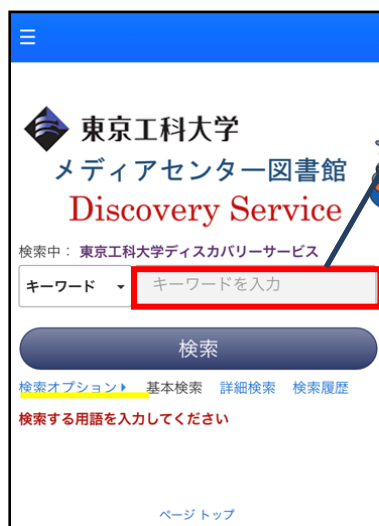 東京工科大学
メディアセンター図書館
Discovery Service
検索中： 東京工科大学ディスカバリーサービス
キーワード キーワードを入力
検索
検索オプション 基本検索 詳細検索 検索履歴
検索する用語を入力してください
ページ トップ